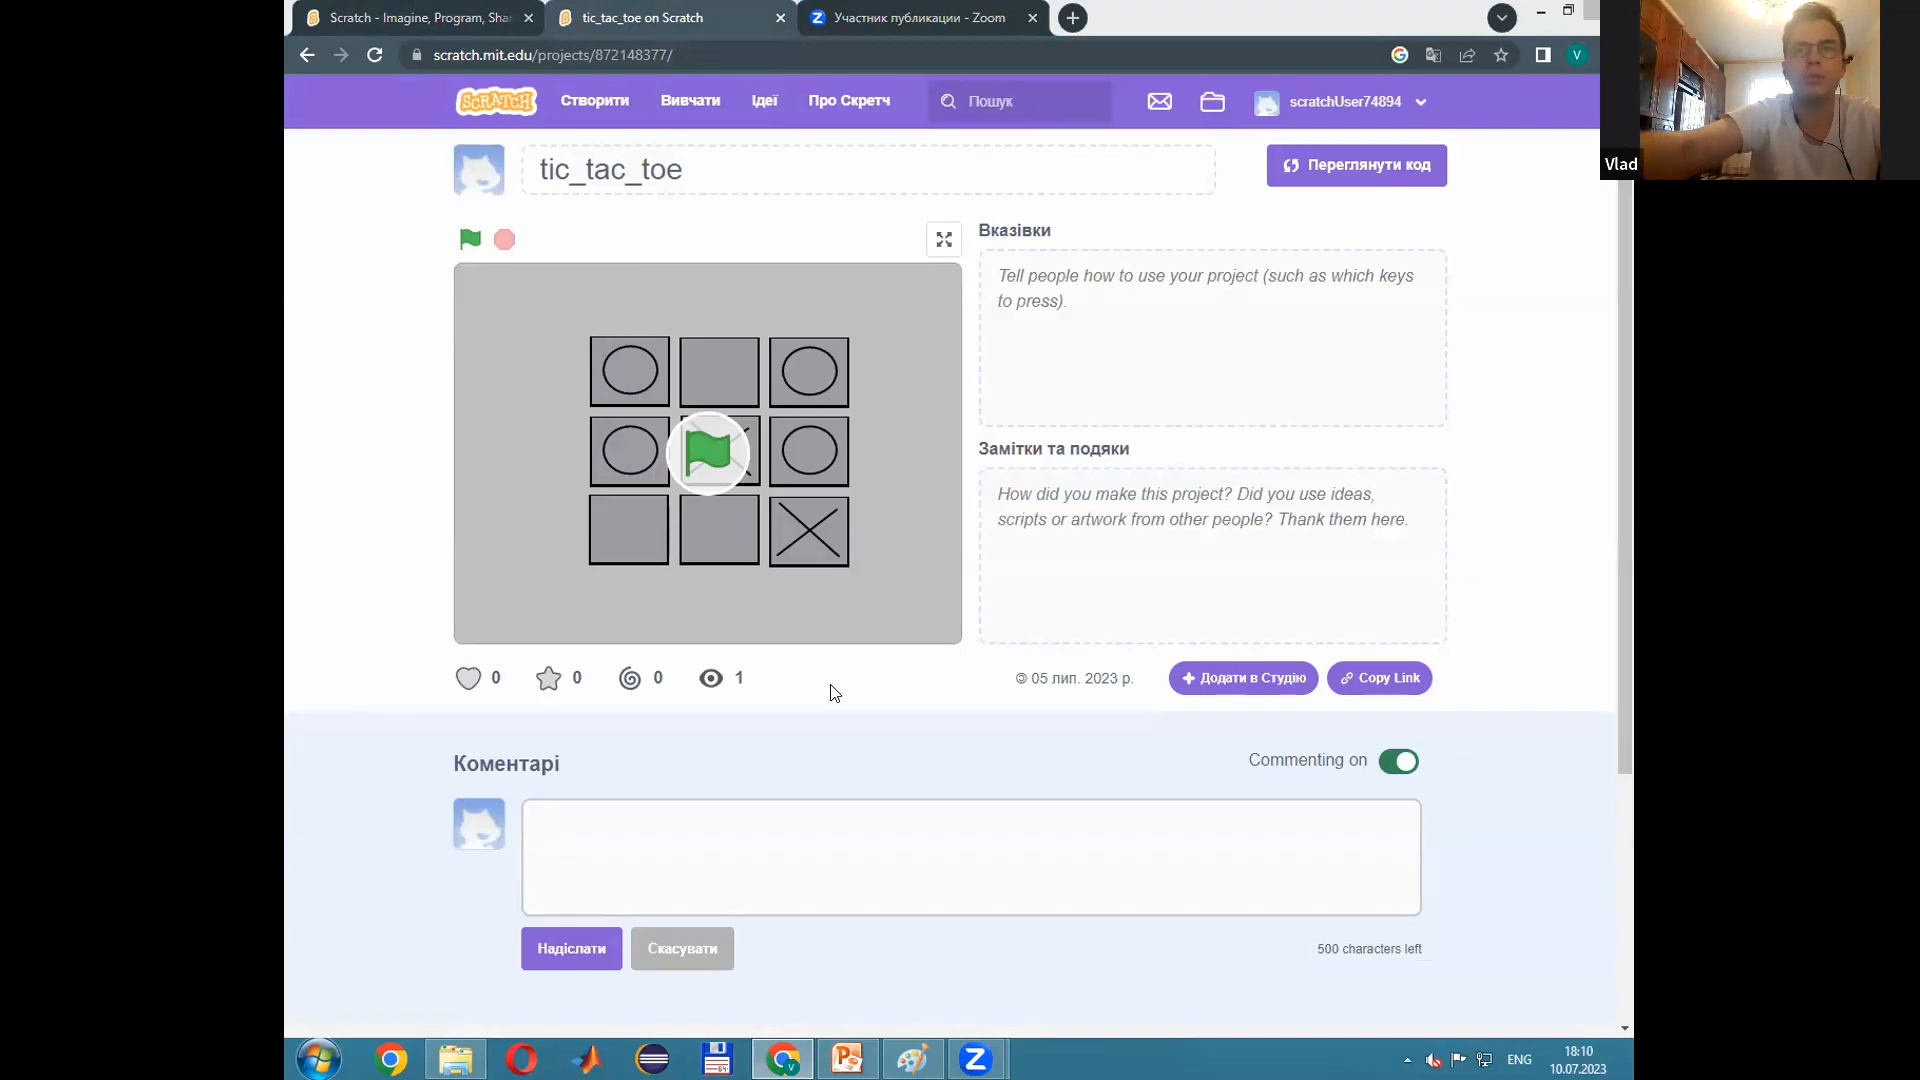 Scratch - Imagine, Program, Shar
tic_tac_toe on Scratch
Участник публикации - Zoom
scratch.mit.edu/projects/872148377/
V
Vlad
SCRATCH
Створити
Вивчати
Ідеї
Про Скретч
Пошук
scratchUser74894
tic_tac_toe
Переглянути код
Вказівки
Tell people how to use your project (such as which keys
to press).
Замітки та подяки
How did you make this project? Did you use ideas,
scripts or artwork from other people? Thank them here.
0
0
0
1
© 05 лип. 2023 р.
Додати в Студію
Copy Link
Коментарі
Commenting on
Надіслати
Скасувати
500 characters left
ENG
18:10
10.07.2023